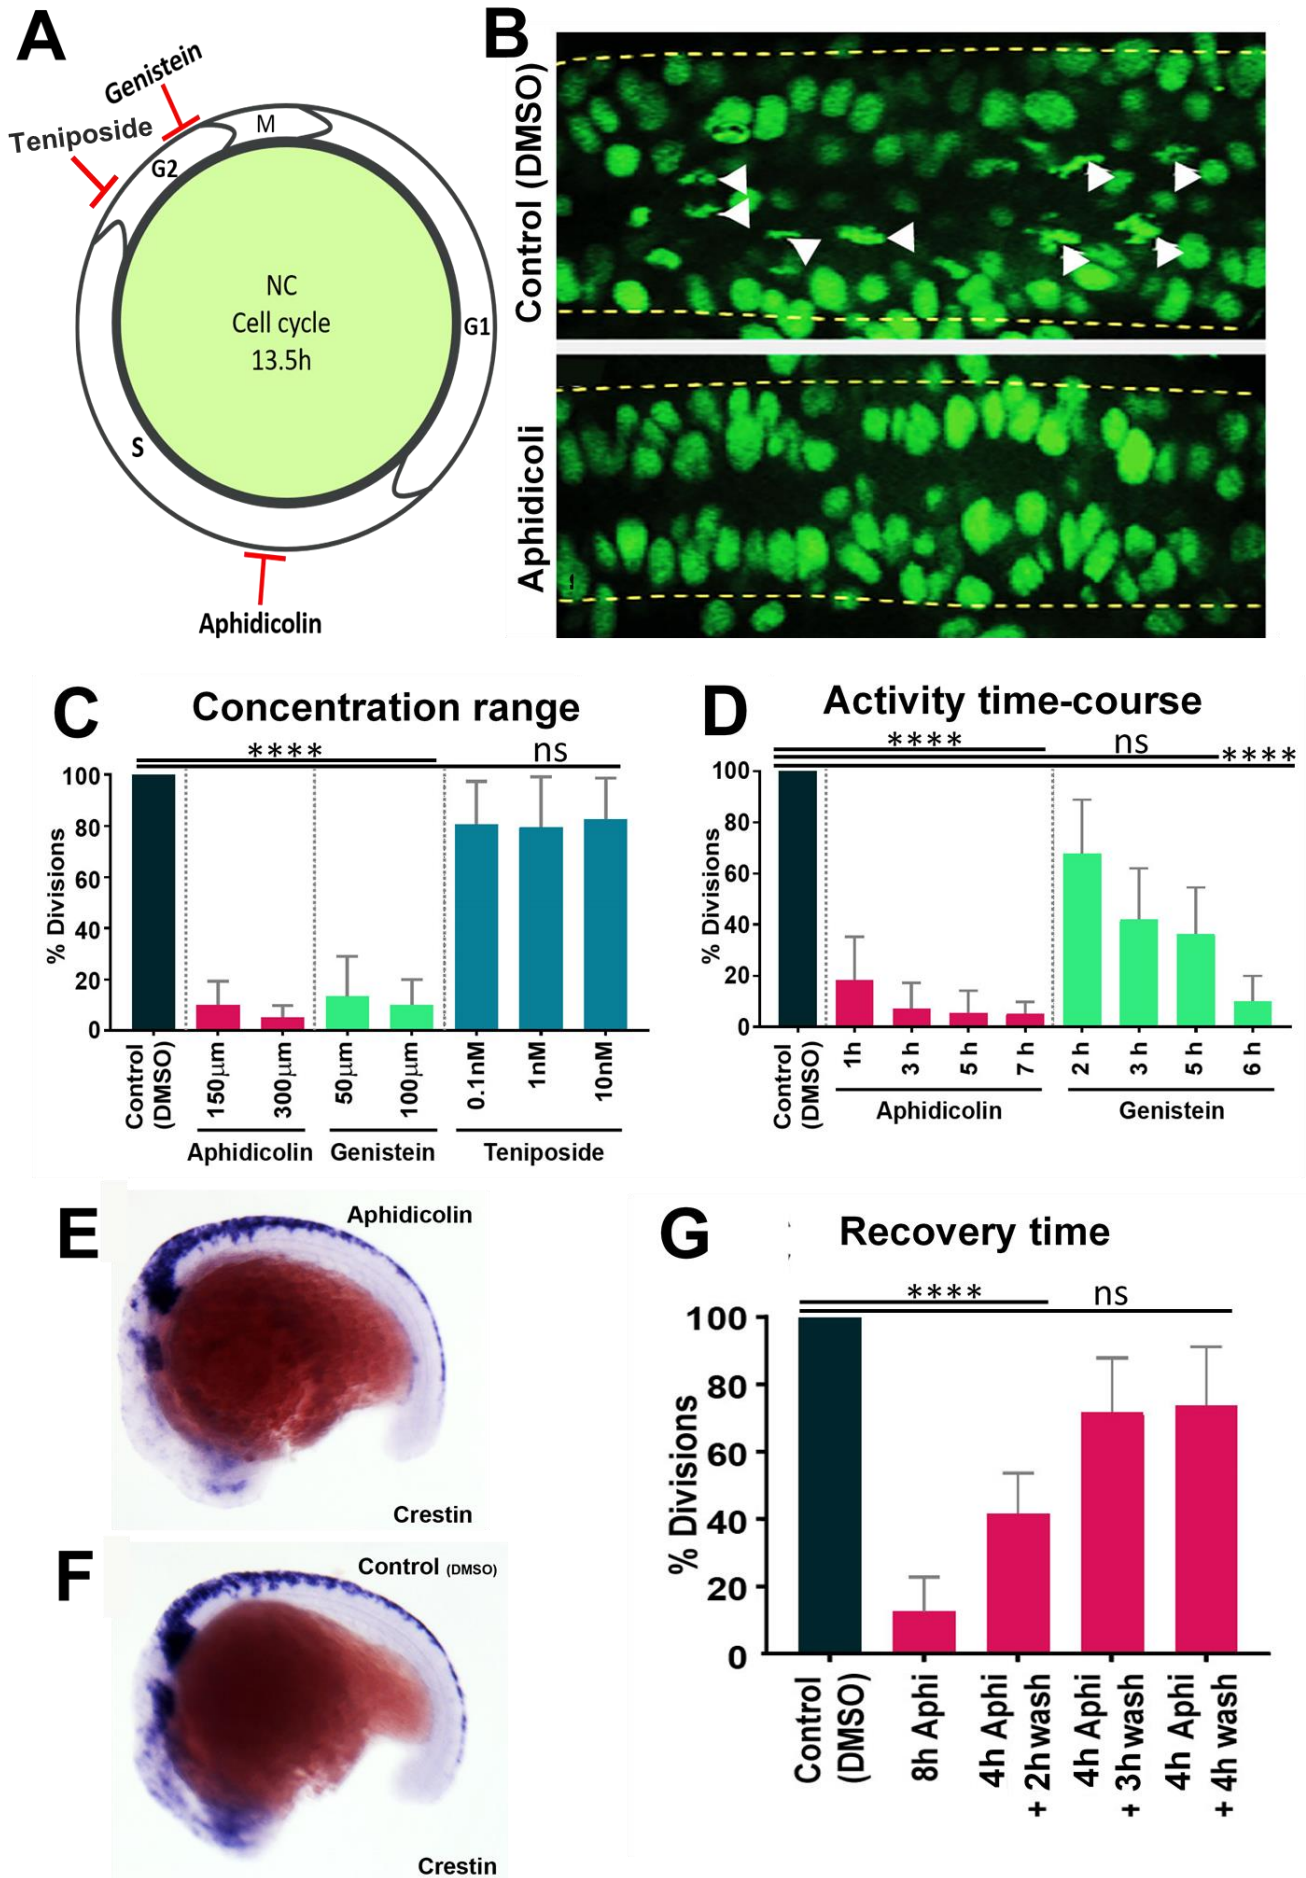 A
Genistein
Teniposide
M
G2
NC
Cell cycle
13.5h
G1
S
Aphidicolin
B
Control (DMSO)
Aphidicoli
C
Concentration range
****
ns
% Divisions
100
80
60
40
20
0
Control
(DMSO)
150µm
300µm
50µm
100µm
0.1nM
1nM
10nM
Aphidicolin
Genistein
Teniposide
D
Activity time-course
****
ns
****
% Divisions
100
80
60
40
20
0
Control
(DMSO)
1h
3 h
5 h
7 h
2 h
3 h
5 h
6 h
Aphidicolin
Genistein
E
Aphidicolin
Crestin
F
Control (DMSO)
Crestin
G
Recovery time
****
ns
% Divisions
100
80
60
40
20
0
Control
(DMSO)
8h Aphi
4h Aphi
+ 2h wash
4h Aphi
+ 3h wash
4h Aphi
+ 4h wash